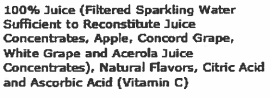 100% Juice (Filtered Sparkling Water
Sufficient to Reconstitute Juice
Concentrates, Apple, Concord Grape,
White Grape and Acerola Juice
Concentrates), Natural Flavors, Citric Acid
and Ascorbic Acid (Vitamin C)